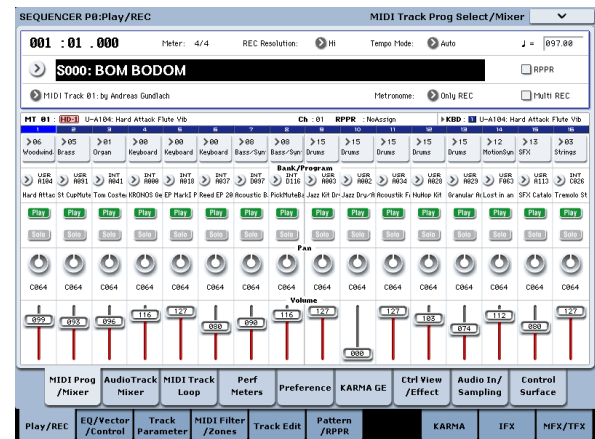 SEQUENCER P0:Play/REC MIDI Track Prog Select/Mixer
001 :01 .000 Meter: 4/4 REC Resolution: Hi Tempo Mode: Auto ♩ = 097.00
S000: BOM BODOM RPPR
MIDI Track 01: by Andreas Gundlach Metronome: Only REC Multi REC
MT 01 : HD-1 U-A104: Hard Attack Flute Vib Ch :01 RPPR :NoAssign KBD : U-A104: Hard Attack Flute
1 2 3 4 5 6 7 8 9 10 11 12 13 14 15 16
06 05 01 00 00 00 08 08 15 15 15 15 15 12 13 03
Woodwind Brass Organ Keyboard Keyboard Keyboard Bass/Syn Bass/Syn Drums Drums Drums Drums Drums MotionSyn SFX Strings
Bank/Program
USR USR INT INT INT INT INT INT USR USR USR USR USR USR USR INT
A104 A091 A041 A000 A018 A037 D097 D116 A003 A002 A034 A028 A029 F063 A113 C026
Hard Attac St CupMute Tom Coste KRONOS Ge EP MarkI P Reed EP 20 Acoustic B PickMuteBa Jazz Kit Dr Jazz Dry/A Acoustik Fi NuHop Kit Granular At Lost in an SFX Catalo Tremolo St
Play Play Play Play Play Play Play Play Play Play Play Play Play Play Play Play
Solo Solo Solo Solo Solo Solo Solo Solo Solo Solo Solo Solo Solo Solo Solo Solo
Pan
C064 C064 C064 C064 C064 C064 C064 C064 C064 C064 C064 C064 C064 C064 C064 C064
Volume
099 093 096 116 127 080 090 116 127 000 127 103 074 112 080 127
MIDI Prog /Mixer AudioTrack Mixer MIDI Track Loop Perf Meters Preference KARMA GE Ctrl View /Effect Audio In/ Sampling Control Surface
Play/REC EQ/Vector /Control Track Parameter MIDI Filter /Zones Track Edit Pattern /RPPR KARMA IFX MFX/TFX